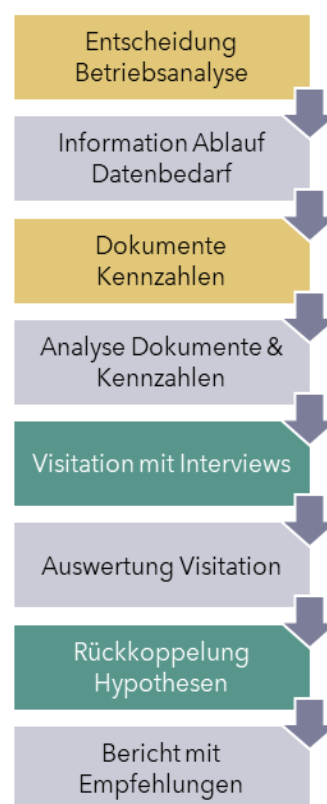 Entscheidung
Betriebsanalyse
Information Ablauf
Datenbedarf
Dokumente
Kennzahlen
Analyse Dokumente &
Kennzahlen
Visitation mit Interviews
Auswertung Visitation
Rückkoppelung
Hypothesen
Bericht mit
Empfehlungen